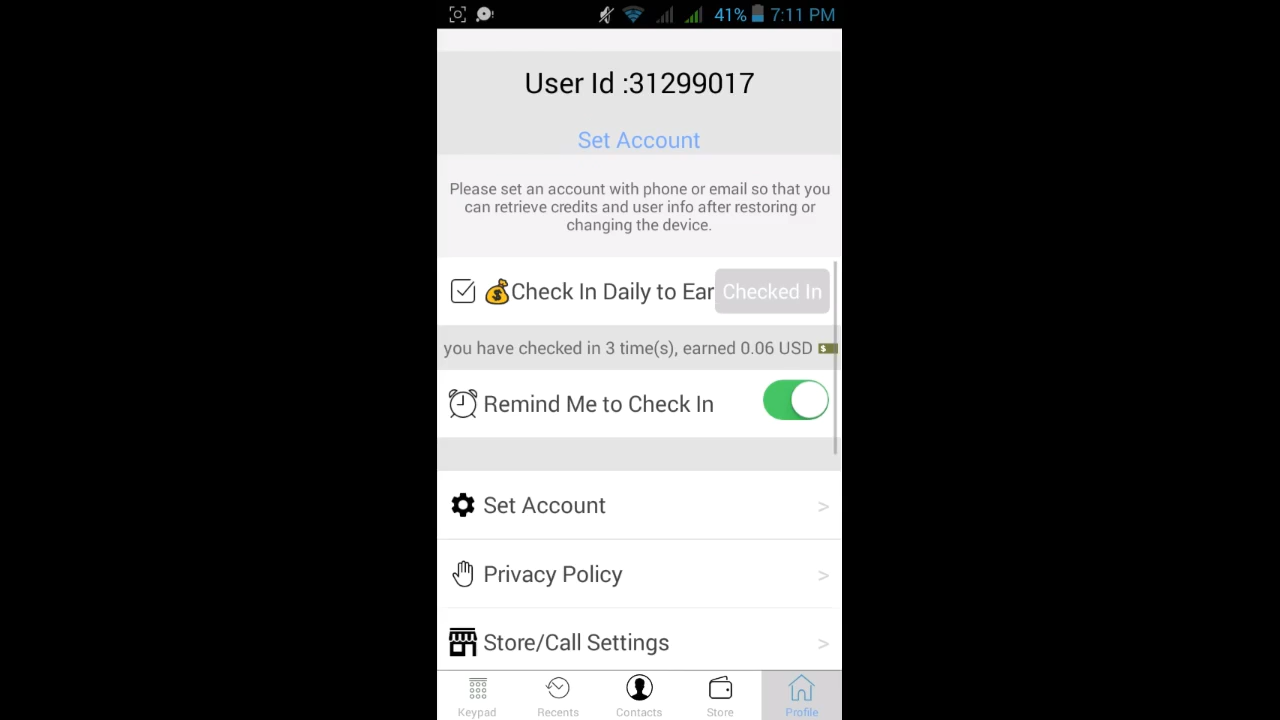 41% 7:11 PM
User Id :31299017
Set Account
Please set an account with phone or email so that you
can retrieve credits and user info after restoring or
changing the device.
Check In Daily to Ear Checked In
you have checked in 3 time(s), earned 0.06 USD
Remind Me to Check In
Set Account >
Privacy Policy >
Store/Call Settings >
Keypad Recents Contacts Store Profile